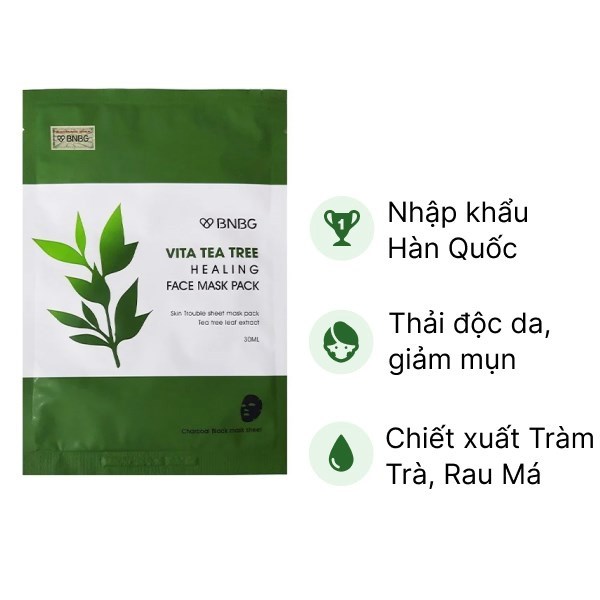 BNBG
BNBG
VITA TEA TREE
HEALING
FACE MASK PACK
Skin Trouble sheet mask pack
Tea tree leaf extract
30ML
Charcoal Black mask sheet
1
Nhập khẩu
Hàn Quốc
Thải độc da,
giảm mụn
Chiết xuất Tràm
Trà, Rau Má